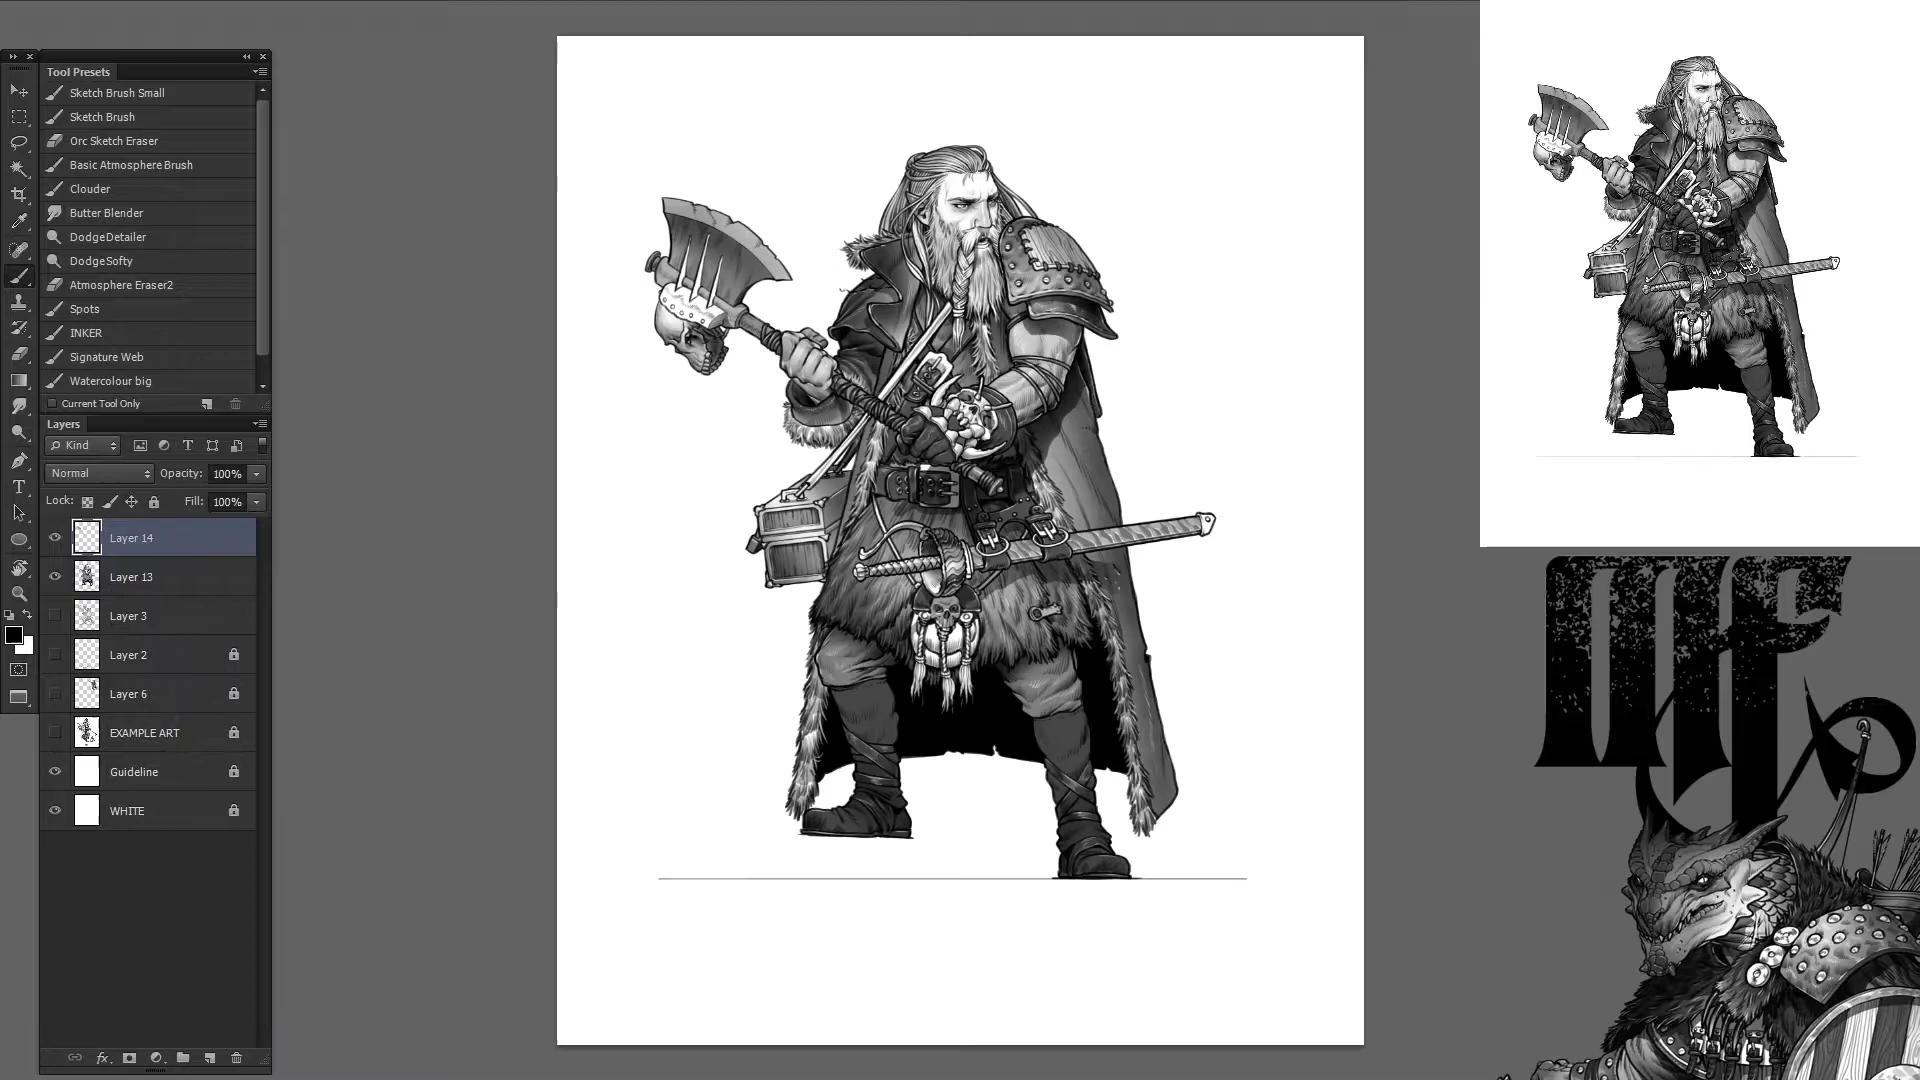 Tool Presets
Sketch Brush Small
Sketch Brush
Orc Sketch Eraser
Basic Atmosphere Brush
Clouder
Butter Blender
DodgeDetailer
DodgeSofty
Atmosphere Eraser2
Spots
INKER
Signature Web
Watercolour big
Current Tool Only
Layers
Kind
Normal Opacity: 100%
Lock: Fill: 100%
Layer 14
Layer 13
Layer 3
Layer 2
Layer 6
EXAMPLE ART
Guideline
WHITE
fx